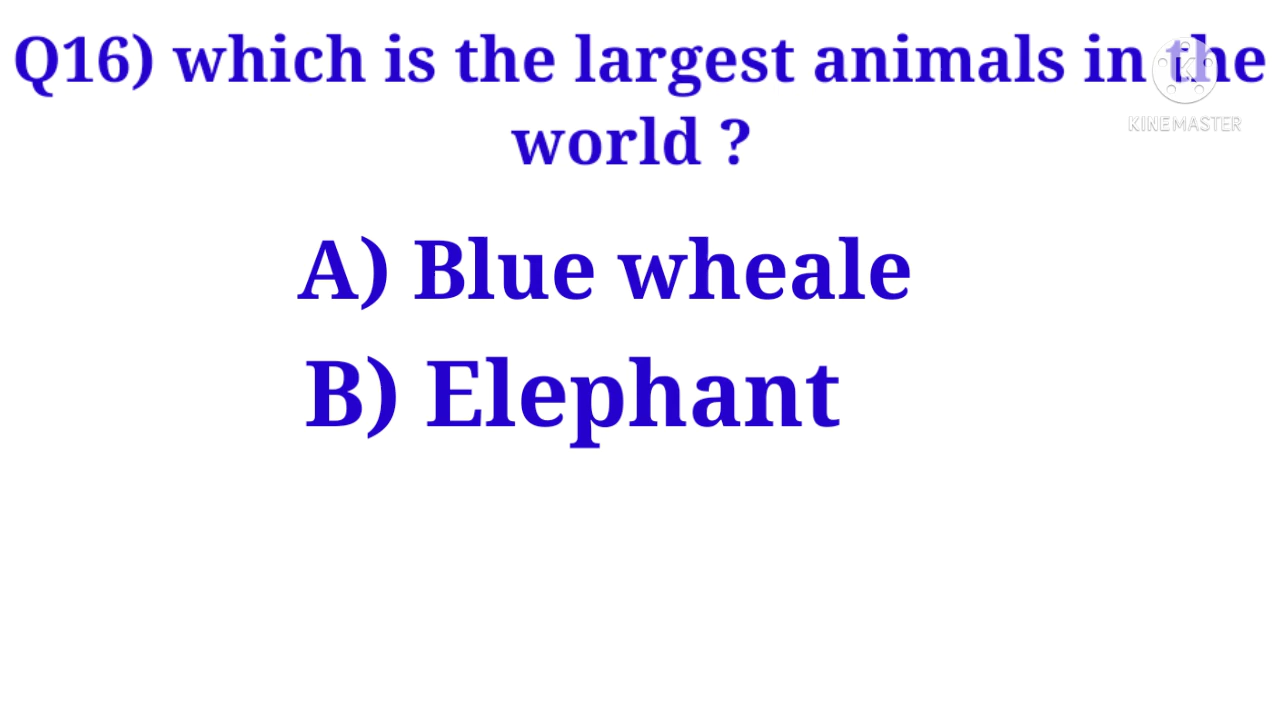 Q16) which is the largest animals in the
world ?
KINEMASTER
A) Blue wheale
B) Elephant